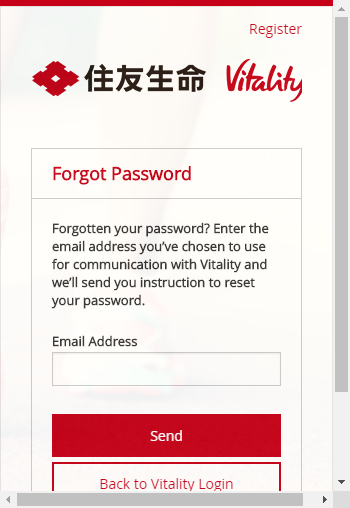 Register
住友生命 Vitality
Forgot Password
Forgotten your password? Enter the
email address you've chosen to use
for communication with Vitality and
we'll send you instruction to reset
your password.
Email Address
Send
Back to Vitality Login